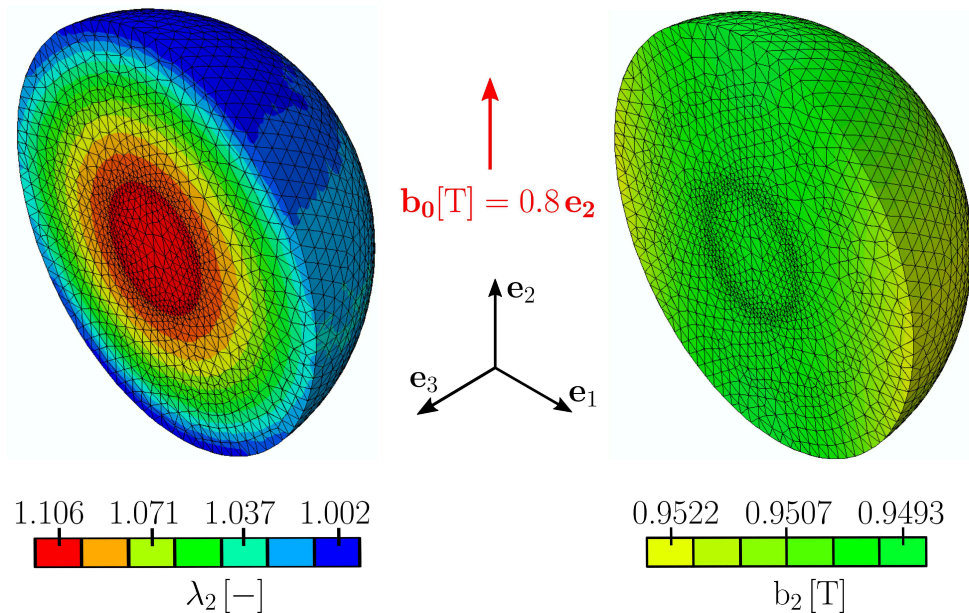 b₀[T] = 0.8 e₂
e₂
e₃
e₁
1.106 1.071 1.037 1.002
λ₂ [−]
0.9522 0.9507 0.9493
b₂ [T]